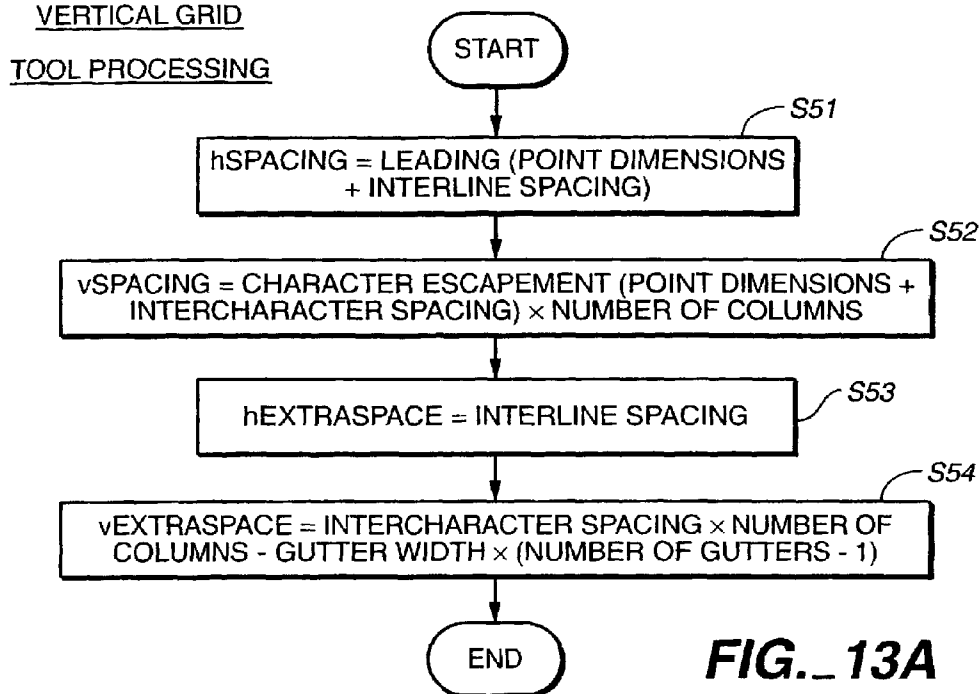 VERTICAL GRID
TOOL PROCESSING
START
S51
hSPACING = LEADING (POINT DIMENSIONS
+ INTERLINE SPACING)
S52
vSPACING = CHARACTER ESCAPEMENT (POINT DIMENSIONS +
INTERCHARACTER SPACING) × NUMBER OF COLUMNS
S53
hEXTRASPACE = INTERLINE SPACING
S54
vEXTRASPACE = INTERCHARACTER SPACING × NUMBER OF
COLUMNS - GUTTER WIDTH × (NUMBER OF GUTTERS - 1)
END
FIG._13A